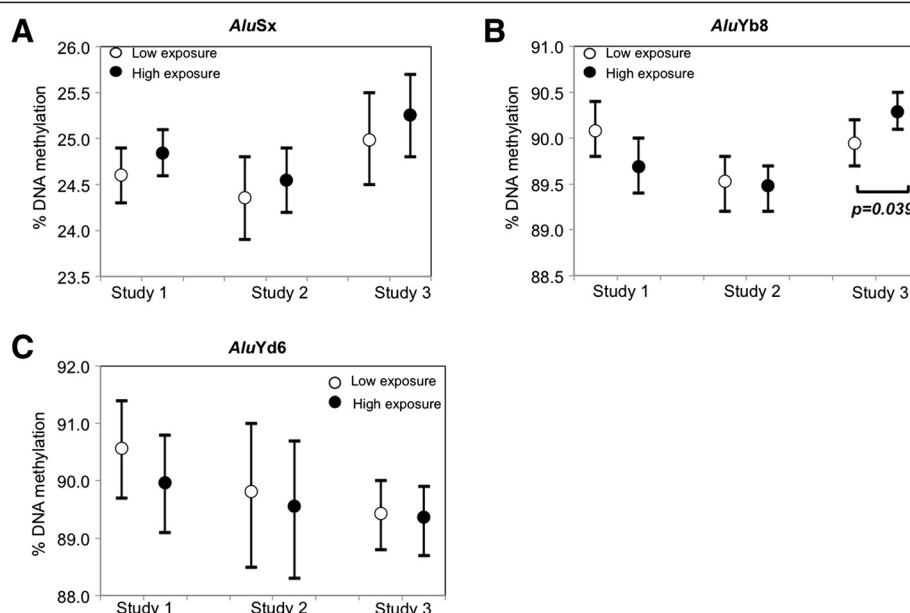 A
AluSx
Low exposure
High exposure
% DNA methylation
26.0
25.5
25.0
24.5
24.0
23.5
Study 1 Study 2 Study 3
B
AluYb8
Low exposure
High exposure
% DNA methylation
91.0
90.5
90.0
89.5
89.0
88.5
p=0.039
Study 1 Study 2 Study 3
C
AluYd6
Low exposure
High exposure
% DNA methylation
92.0
91.0
90.0
89.0
88.0
Study 1 Study 2 Study 3